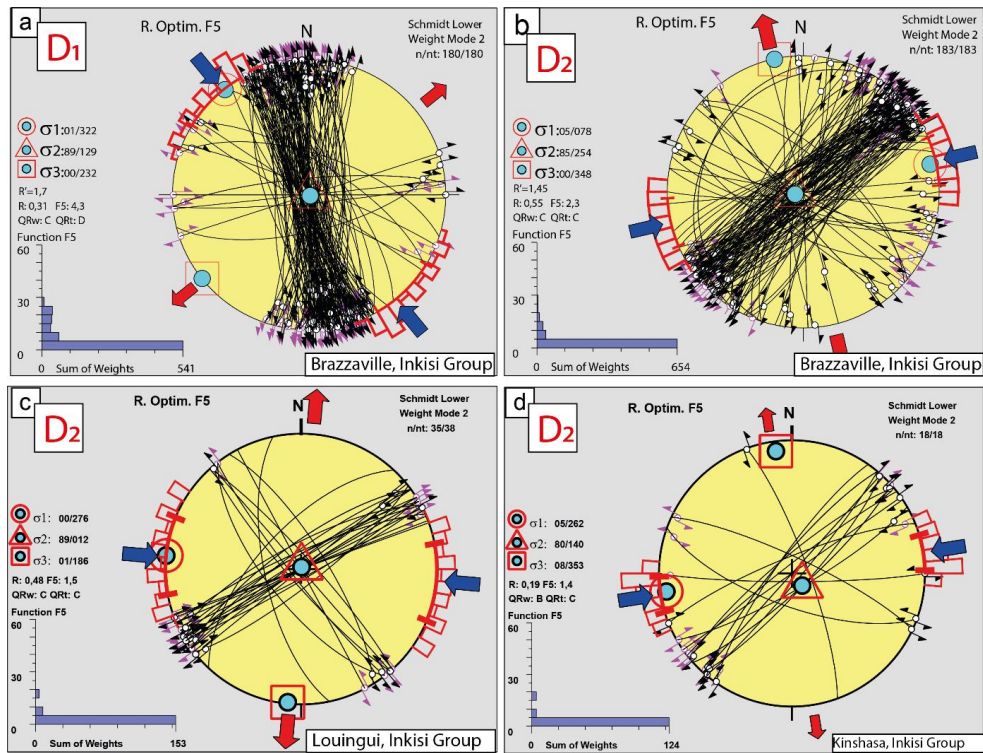 a
D1
R. Optim. F5
N
Schmidt Lower
Weight Mode 2
n/nt: 180/180
σ1:01/322
σ2:89/129
σ3:00/232
R'=1,7
R: 0,31 F5: 4,3
QRw: C QRt: D
Function F5
60
30
0
0 Sum of Weights 541
Brazzaville, Inkisi Group
b
D2
R. Optim. F5
N
Schmidt Lower
Weight Mode 2
n/nt: 183/183
σ1:05/078
σ2:85/254
σ3:00/348
R'=1,45
R: 0,55 F5: 2,3
QRw: C QRt: C
Function F5
60
30
0
0 Sum of Weights 654
Brazzaville, Inkisi Group
c
D2
R. Optim. F5
N
Schmidt Lower
Weight Mode 2
n/nt: 35/38
σ1: 00/276
σ2: 89/012
σ3: 01/186
R: 0,48 F5: 1,5
QRw: C QRt: C
Function F5
60
30
0
0 Sum of Weights 153
Louingui, Inkisi Group
d
D2
R. Optim. F5
N
Schmidt Lower
Weight Mode 2
n/nt: 18/18
σ1: 05/262
σ2: 80/140
σ3: 08/353
R: 0,19 F5: 1,4
QRw: B QRt: C
Function F5
60
30
0
0 Sum of Weights 124
Kinshasa, Inkisi Group